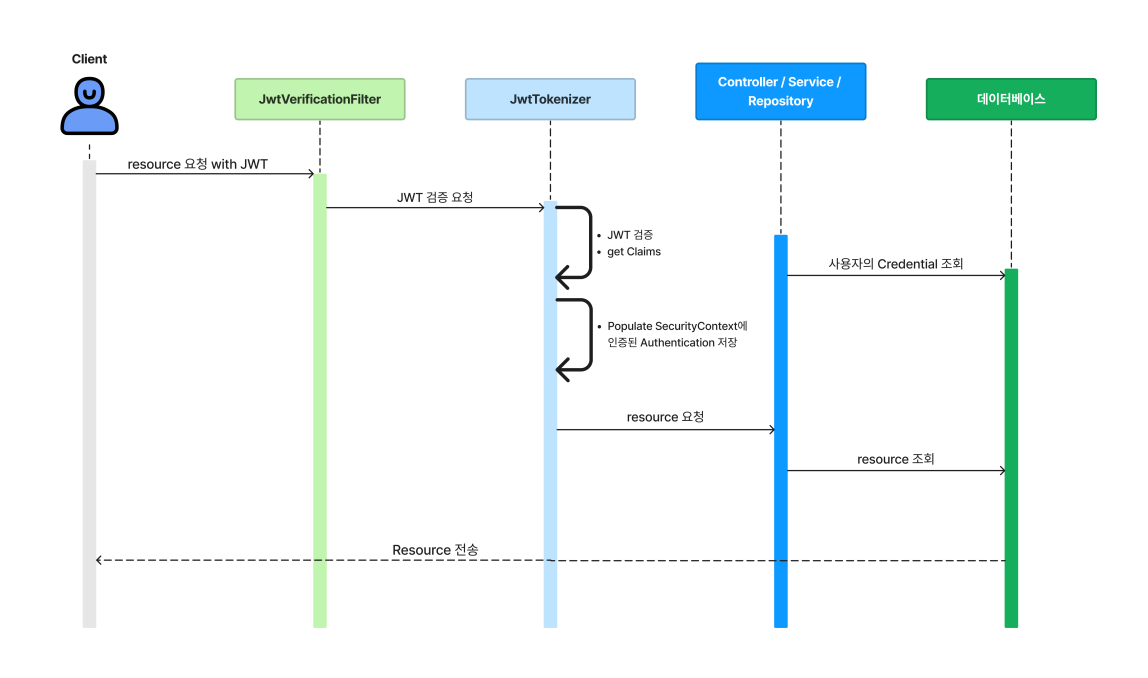 Client
JwtVerificationFilter
JwtTokenizer
Controller / Service /
Repository
데이터베이스
resource 요청 with JWT
JWT 검증 요청
• JWT 검증
• get Claims
사용자의 Credential 조회
• Populate SecurityContext에
인증된 Authentication 저장
resource 요청
resource 조회
Resource 전송